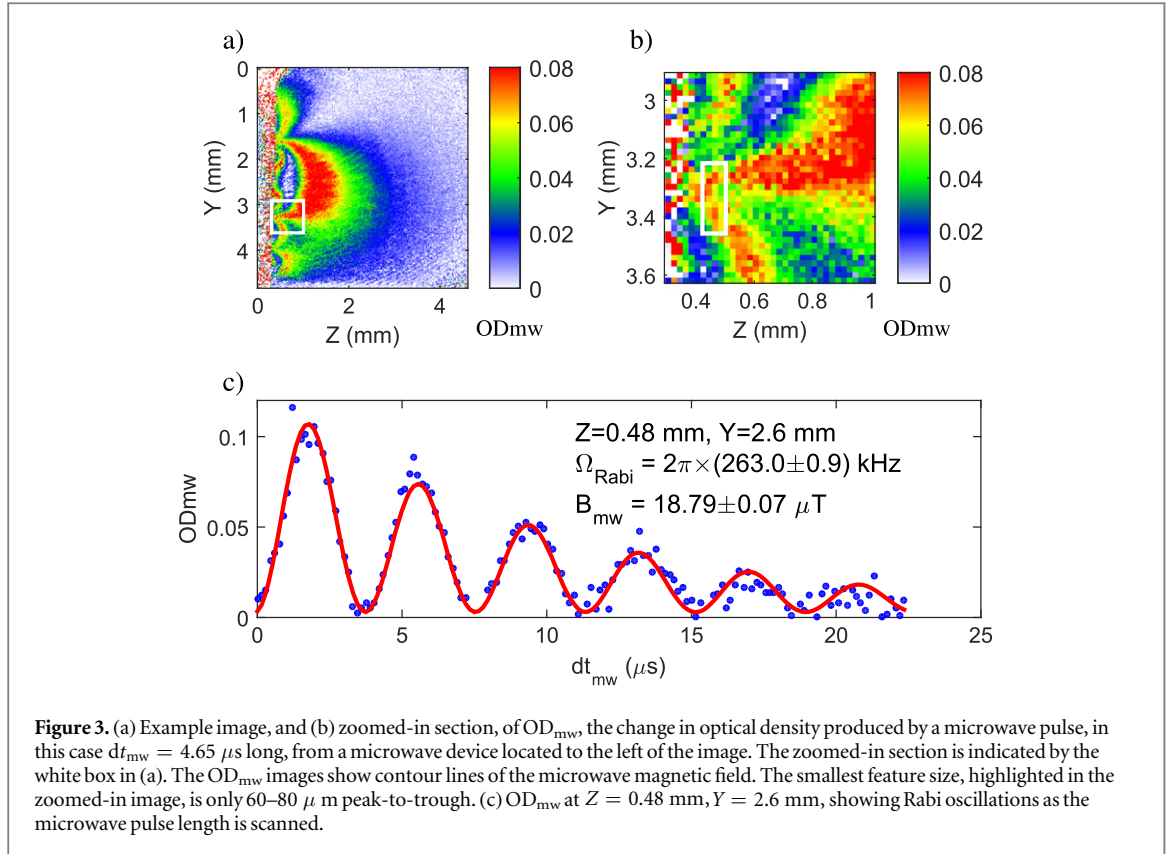 a)
b)
0
1
2
3
4
Y (mm)
0
2
4
Z (mm)
0.08
0.06
0.04
0.02
0
ODmw
3
3.2
3.4
3.6
Y (mm)
0.4
0.6
0.8
1
Z (mm)
0.08
0.06
0.04
0.02
0
ODmw
c)
0.1
0.05
0
ODmw
Z=0.48 mm, Y=2.6 mm
Ω_Rabi = 2π×(263.0±0.9) kHz
B_mw = 18.79±0.07 μT
0
5
10
15
20
25
dt_mw (μs)
Figure 3. (a) Example image, and (b) zoomed-in section, of OD_mw, the change in optical density produced by a microwave pulse, in
this case dt_mw = 4.65 μs long, from a microwave device located to the left of the image. The zoomed-in section is indicated by the
white box in (a). The OD_mw images show contour lines of the microwave magnetic field. The smallest feature size, highlighted in the
zoomed-in image, is only 60–80 μ m peak-to-trough. (c) OD_mw at Z = 0.48 mm, Y = 2.6 mm, showing Rabi oscillations as the
microwave pulse length is scanned.